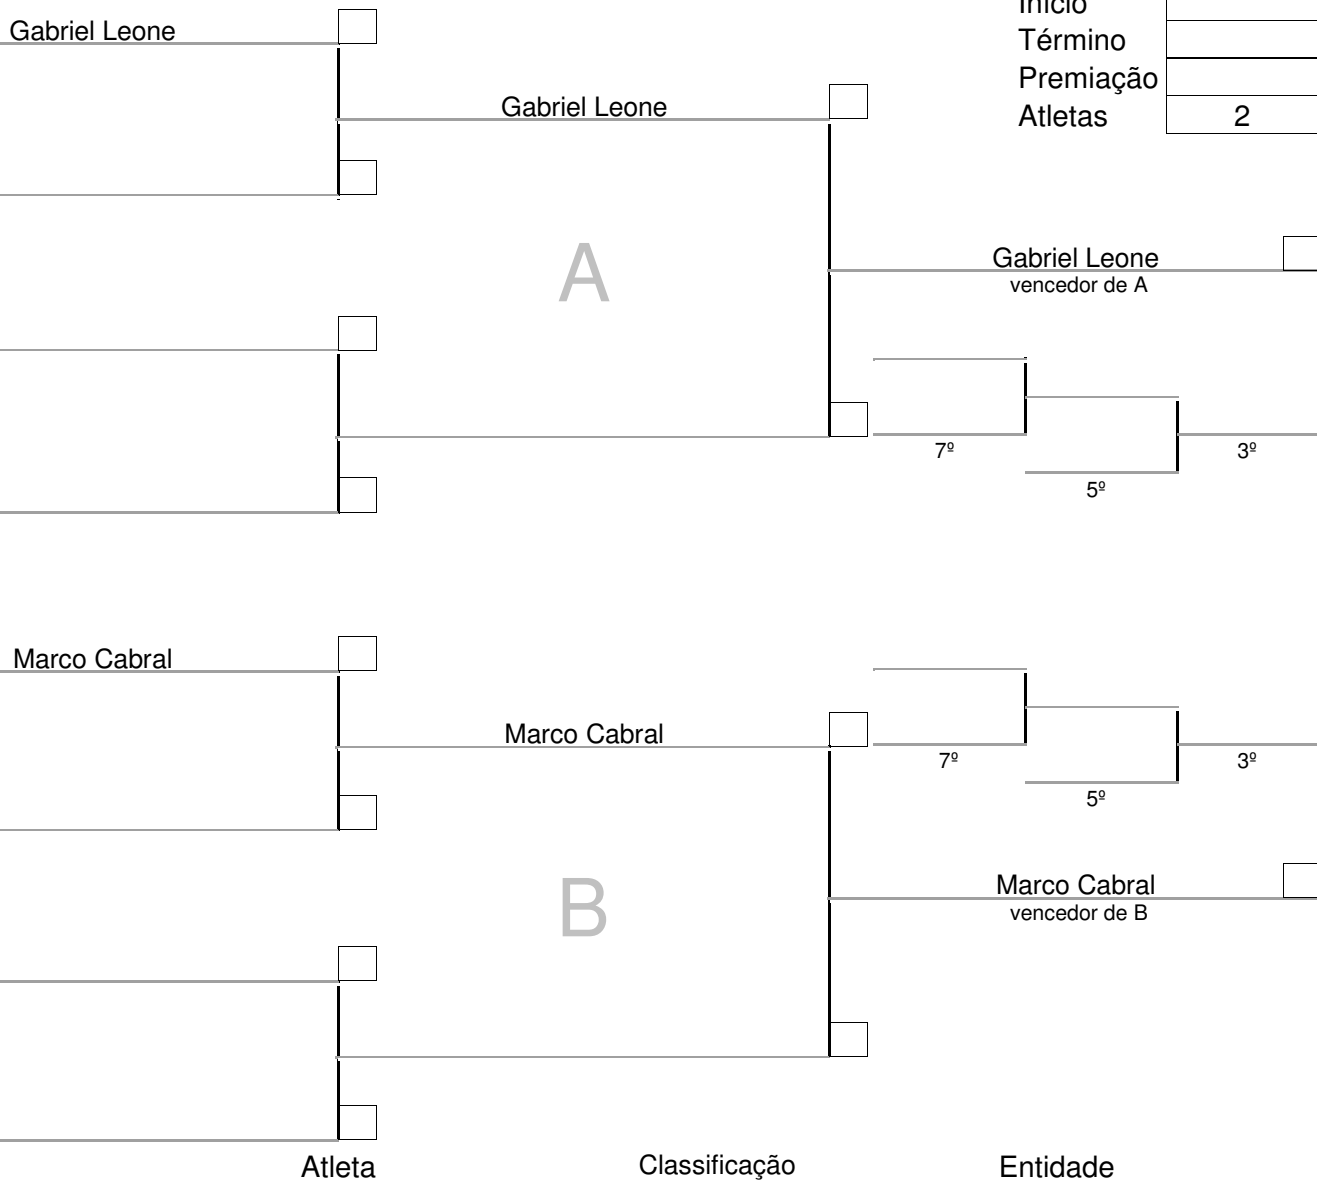 Início
Gabriel Leone
Término
Premiação
Gabriel Leone
Atletas 2
A
Gabriel Leone
vencedor de A
7º
3º
5º
Marco Cabral
Marco Cabral
7º
3º
5º
B
Marco Cabral
vencedor de B
Atleta Classificação Entidade